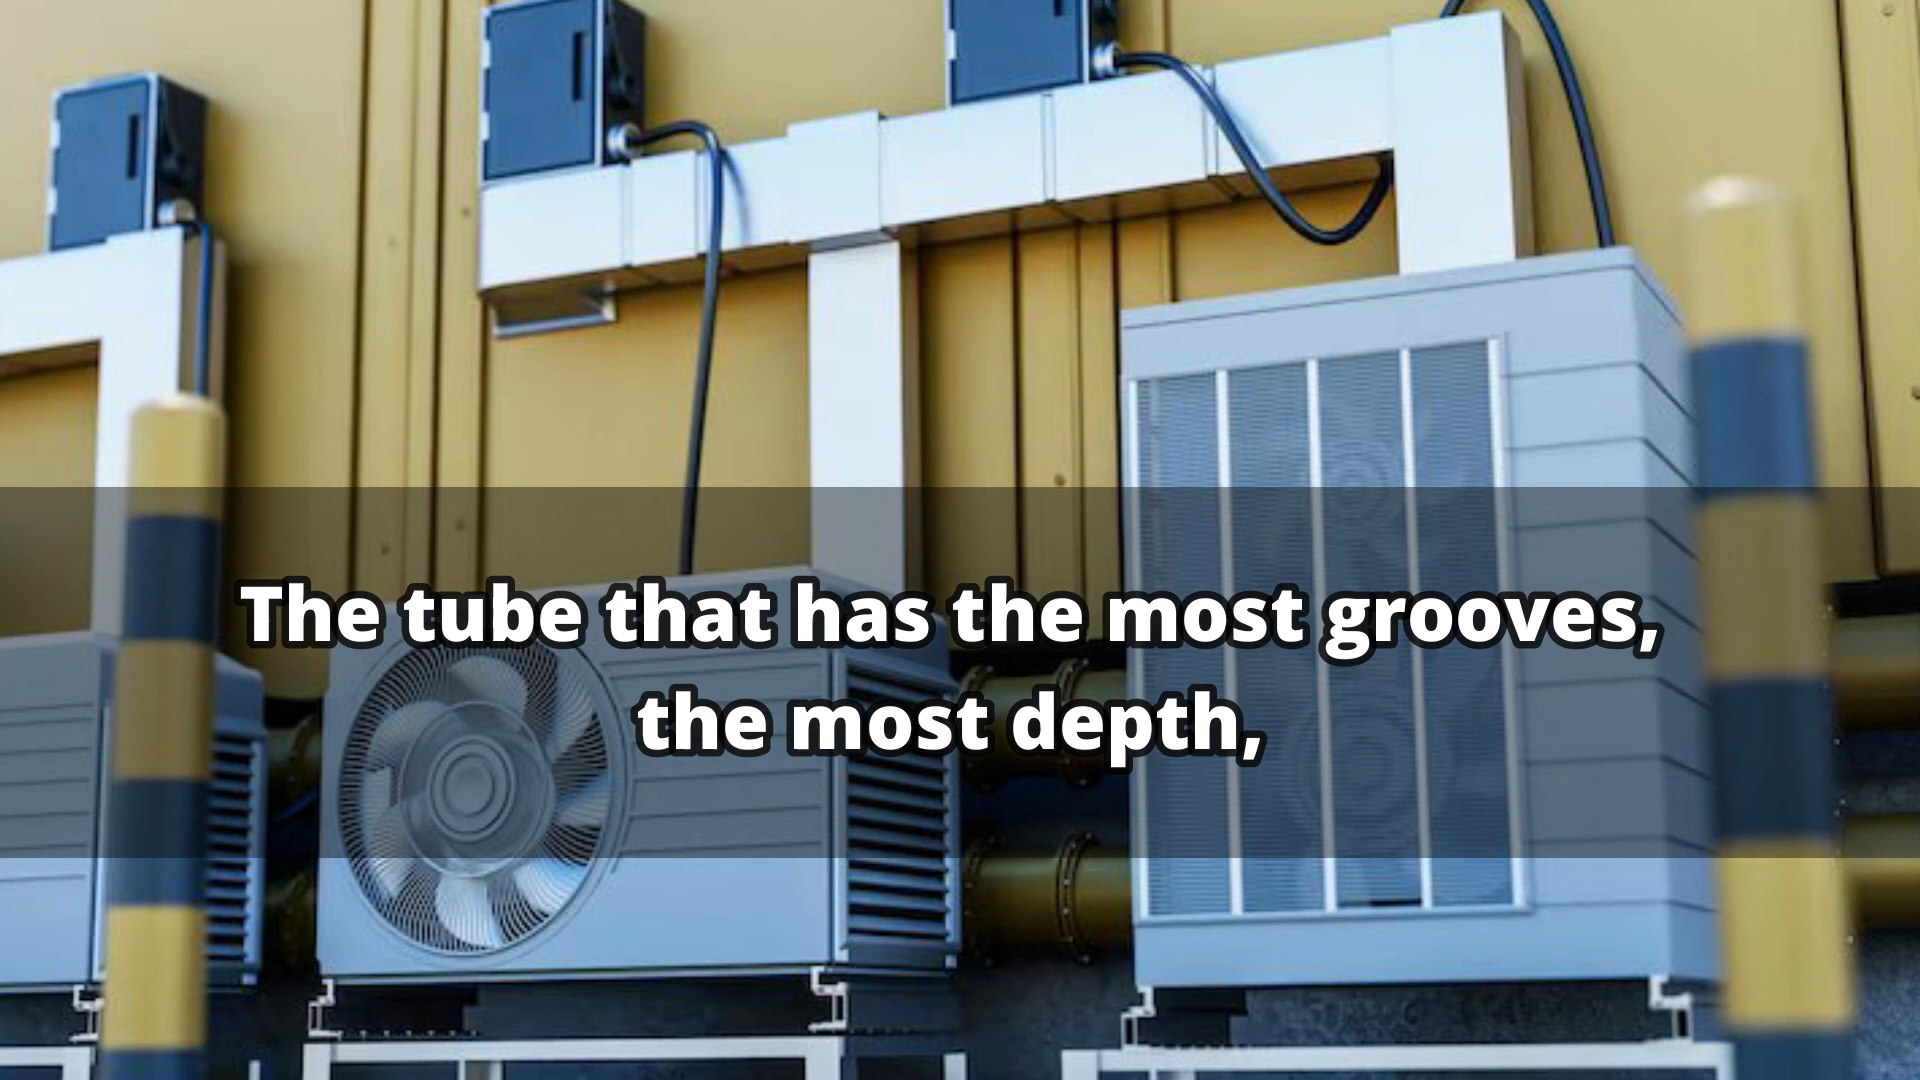 The tube that has the most grooves,
the most depth,